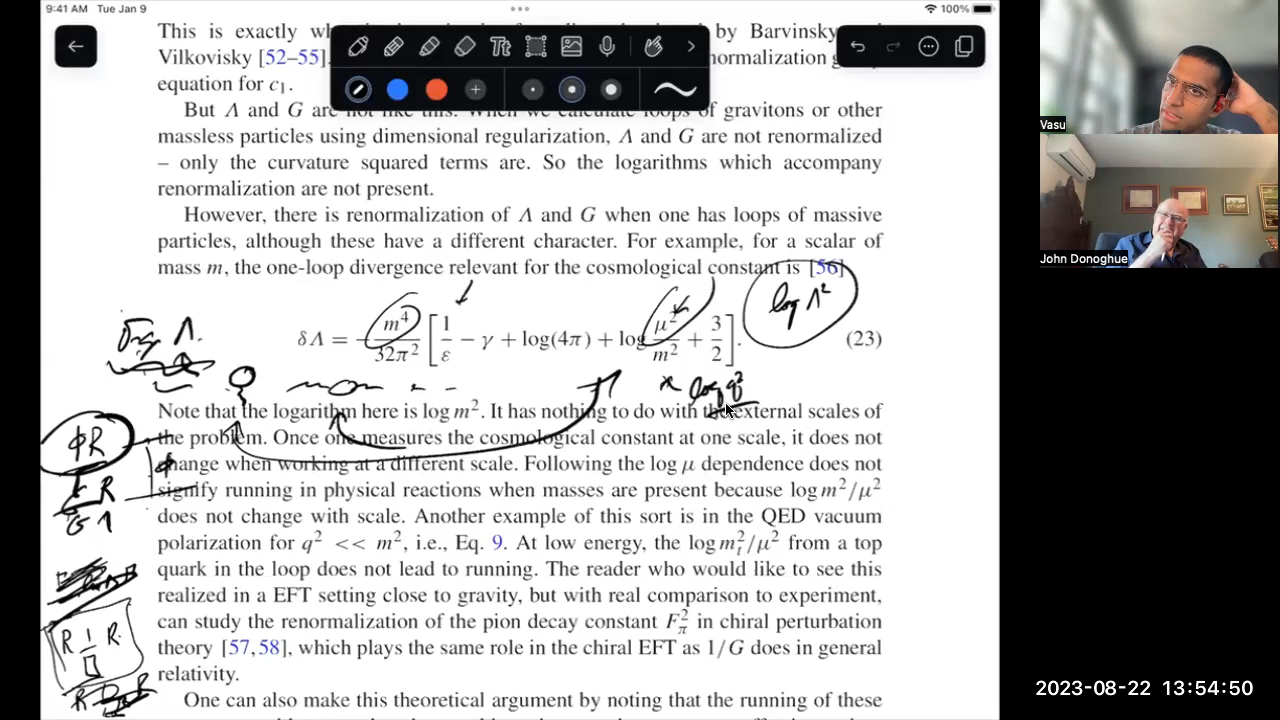 9:41 AM Tue Jan 9
100%
This is exactly
by Barvinsky
Vilkovisky [52–55].
normalization
equation for c1.
But Λ and G are not like this. When we calculate loops of gravitons or other
massless particles using dimensional regularization, Λ and G are not renormalized
– only the curvature squared terms are. So the logarithms which accompany
renormalization are not present.
However, there is renormalization of Λ and G when one has loops of massive
particles, although these have a different character. For example, for a scalar of
mass m, the one-loop divergence relevant for the cosmological constant is [56]
log Λ²
δΛ = m⁴/32π² [1/ε − γ + log(4π) + log μ²/m² + 3/2]. (23)
log q²
Note that the logarithm here is log m². It has nothing to do with the external scales of
the problem. Once one measures the cosmological constant at one scale, it does not
change when working at a different scale. Following the log μ dependence does not
signify running in physical reactions when masses are present because log m²/μ²
does not change with scale. Another example of this sort is in the QED vacuum
polarization for q² << m², i.e., Eq. 9. At low energy, the log mₜ²/μ² from a top
quark in the loop does not lead to running. The reader who would like to see this
realized in a EFT setting close to gravity, but with real comparison to experiment,
can study the renormalization of the pion decay constant F²π in chiral perturbation
theory [57,58], which plays the same role in the chiral EFT as 1/G does in general
relativity.
One can also make this theoretical argument by noting that the running of these
ϕR
R
R 1/□ R
Tt
Vasu
John Donoghue
2023-08-22 13:54:50